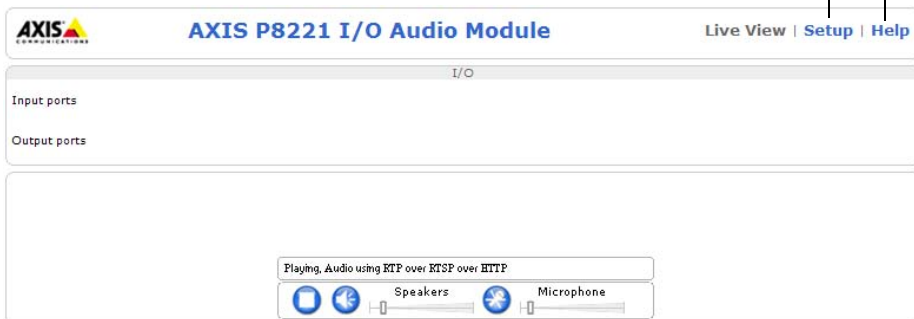 AXIS
COMMUNICATIONS
AXIS P8221 I/O Audio Module
Live View | Setup | Help
I/O
Input ports
Output ports
Playing, Audio using RTP over RTSP over HTTP
Speakers
Microphone